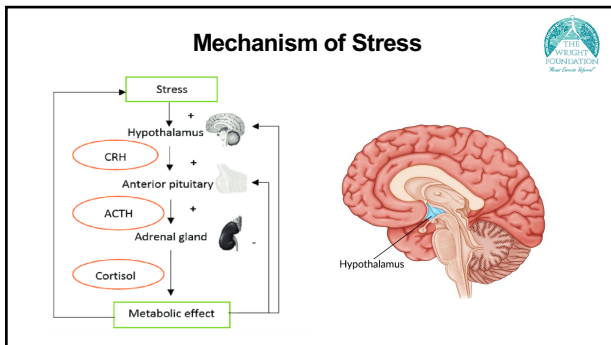 Mechanism of Stress
THE
WRIGHT
FOUNDATION
Stress
+
Hypothalamus
CRH
+
Anterior pituitary
ACTH
+
Adrenal gland
-
Cortisol
Metabolic effect
Hypothalamus